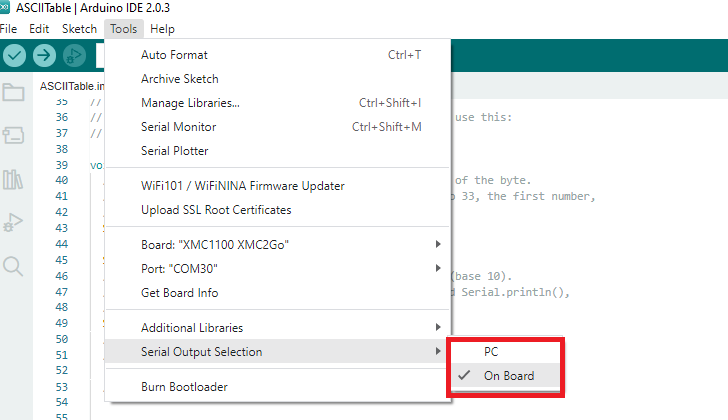 ASCIITable | Arduino IDE 2.0.3
File Edit Sketch Tools Help
Auto Format Ctrl+T
Archive Sketch
Manage Libraries... Ctrl+Shift+I
Serial Monitor Ctrl+Shift+M
Serial Plotter
WiFi101 / WiFiNINA Firmware Updater
Upload SSL Root Certificates
Board: "XMC1100 XMC2Go"
Port: "COM30"
Get Board Info
Additional Libraries
Serial Output Selection
Burn Bootloader
PC
On Board
ASCIITable.in
35 //
36 // use this:
37 //
38
39 vo
40 of the byte.
41 33, the first number,
42
43
44
45
46 (base 10).
47 Serial.println(),
48
49
50
51
52